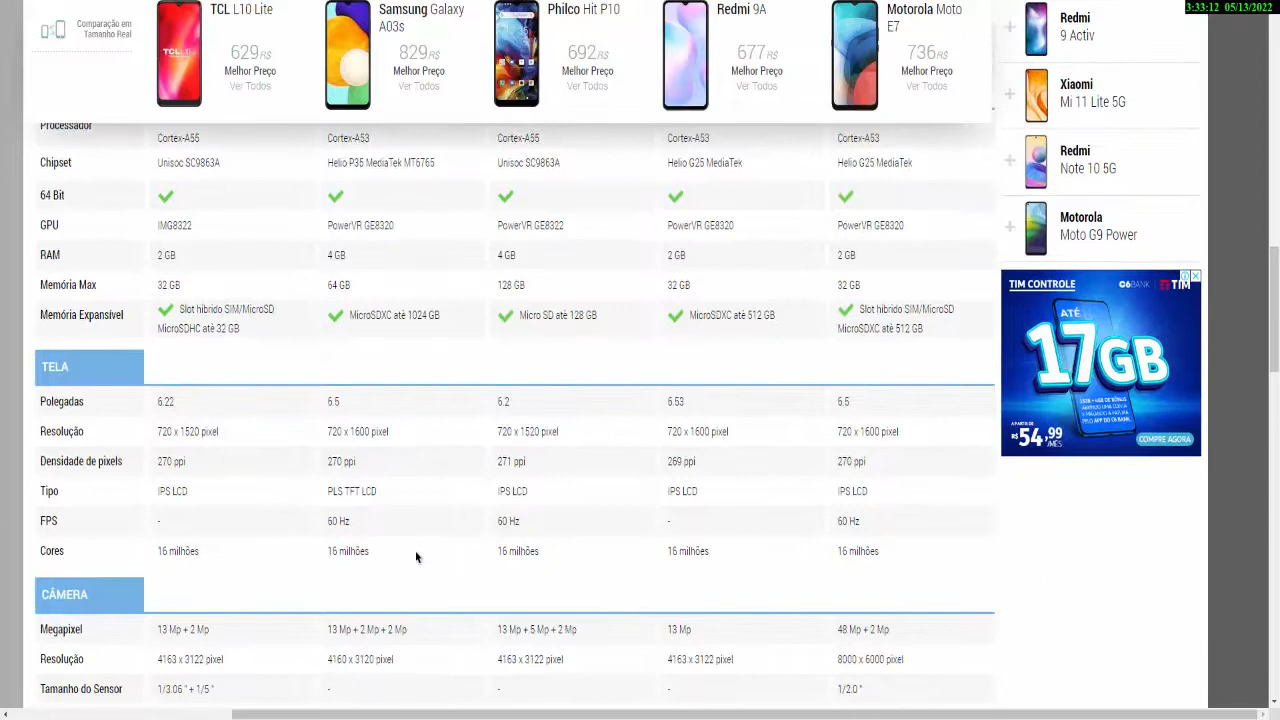 3:33:12 05/13/2022
Comparação em
Tamanho Real
TCL L10 Lite
629R$
Melhor Preço
Ver Todos
Samsung Galaxy
A03s
829R$
Melhor Preço
Ver Todos
Philco Hit P10
692R$
Melhor Preço
Ver Todos
Redmi 9A
677R$
Melhor Preço
Ver Todos
Motorola Moto
E7
736R$
Melhor Preço
Ver Todos
Processador
Cortex-A55 Cortex-A53 Cortex-A55 Cortex-A53 Cortex-A53
Chipset Unisoc SC9863A Helio P35 MediaTek MT6765 Unisoc SC9863A Helio G25 MediaTek Helio G25 MediaTek
64 Bit
GPU IMG8322 PowerVR GE8320 PowerVR GE8322 PowerVR GE8320 PowerVR GE8320
RAM 2 GB 4 GB 4 GB 2 GB 2 GB
Memória Max 32 GB 64 GB 128 GB 32 GB 32 GB
Memória Expansível Slot híbrido SIM/MicroSD MicroSDXC até 1024 GB Micro SD até 128 GB MicroSDXC até 512 GB Slot híbrido SIM/MicroSD
MicroSDHC até 32 GB MicroSDXC até 512 GB
TELA
Polegadas 6.22 6.5 6.2 6.53 6.5
Resolução 720 x 1520 pixel 720 x 1600 pixel 720 x 1520 pixel 720 x 1600 pixel 720 x 1600 pixel
Densidade de pixels 270 ppi 270 ppi 271 ppi 269 ppi 270 ppi
Tipo IPS LCD PLS TFT LCD IPS LCD IPS LCD IPS LCD
FPS - 60 Hz 60 Hz - 60 Hz
Cores 16 milhões 16 milhões 16 milhões 16 milhões 16 milhões
CÂMERA
Megapixel 13 Mp + 2 Mp 13 Mp + 2 Mp + 2 Mp 13 Mp + 5 Mp + 2 Mp 13 Mp 48 Mp + 2 Mp
Resolução 4163 x 3122 pixel 4160 x 3120 pixel 4163 x 3122 pixel 4163 x 3122 pixel 8000 x 6000 pixel
Tamanho do Sensor 1/3.06 " + 1/5 " - - - 1/2.0 "
Redmi
9 Activ
Xiaomi
Mi 11 Lite 5G
Redmi
Note 10 5G
Motorola
Moto G9 Power
TIM CONTROLE C6BANK TIM
ATÉ
17GB
PELO APP DO C6 BANK
A PARTIR DE
R$54,99
/MÊS
COMPRE AGORA